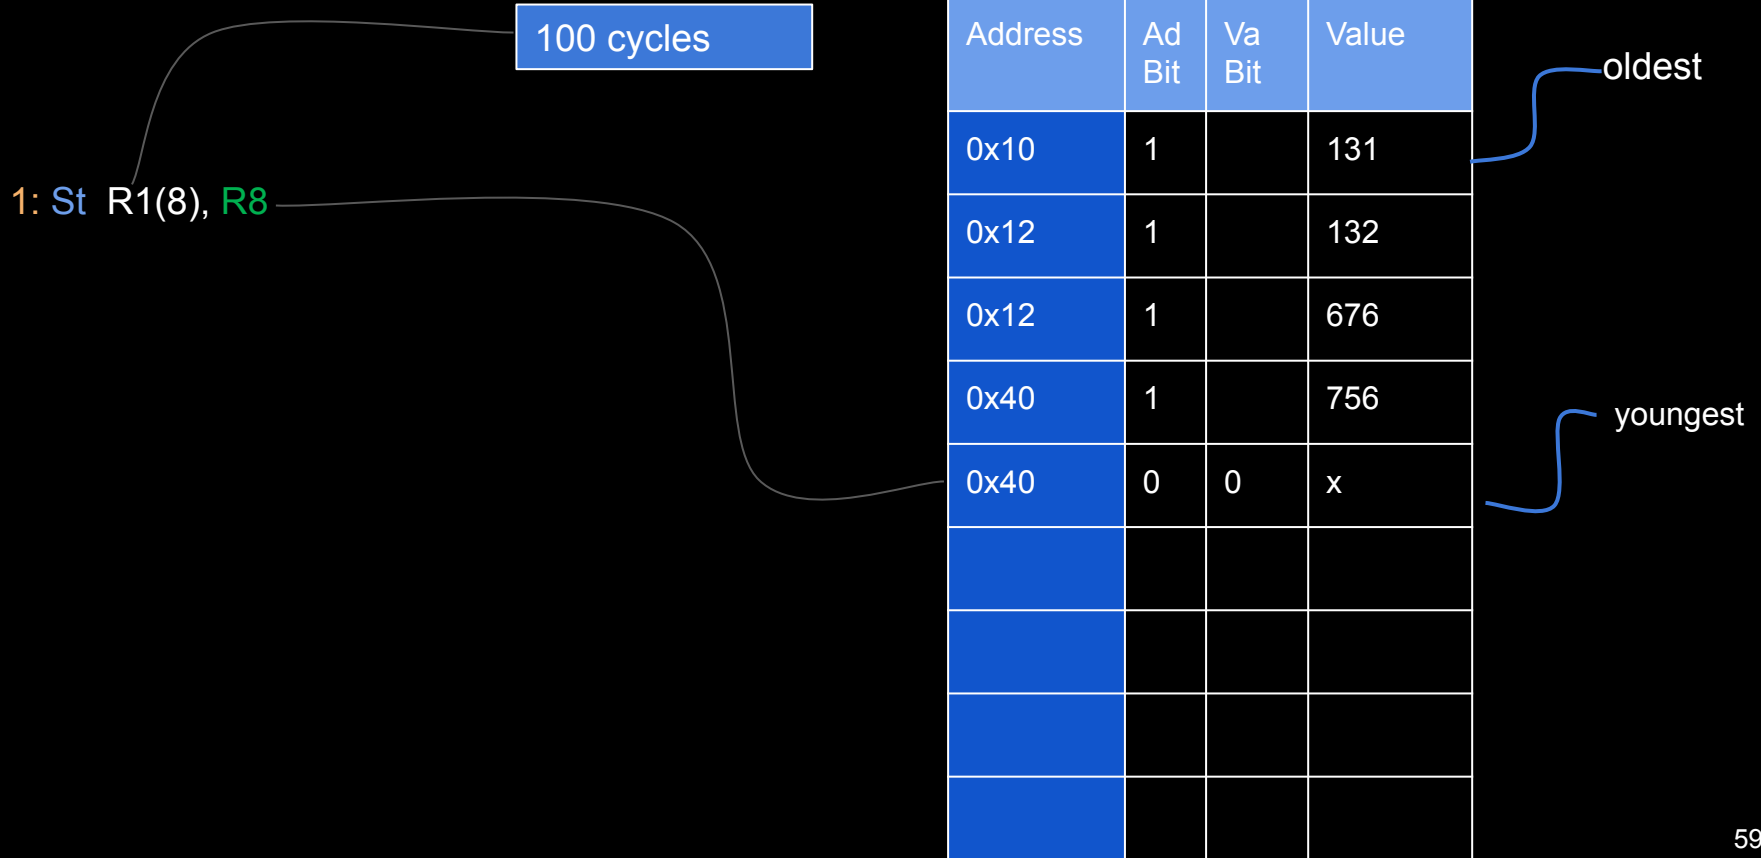 100 cycles
1: St R1(8), R8
Address Ad Bit Va Bit Value
0x10 1 131
0x12 1 132
0x12 1 676
0x40 1 756
0x40 0 0 x
oldest
youngest
59